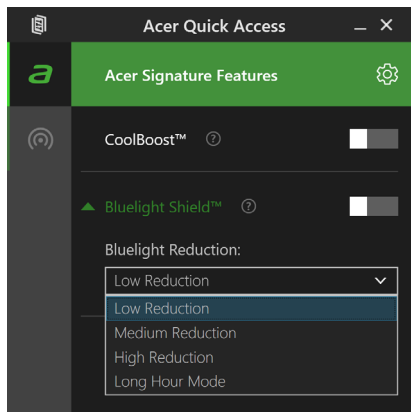 Acer Quick Access
Acer Signature Features
CoolBoost™
Bluelight Shield™
Bluelight Reduction:
Low Reduction
Low Reduction
Medium Reduction
High Reduction
Long Hour Mode